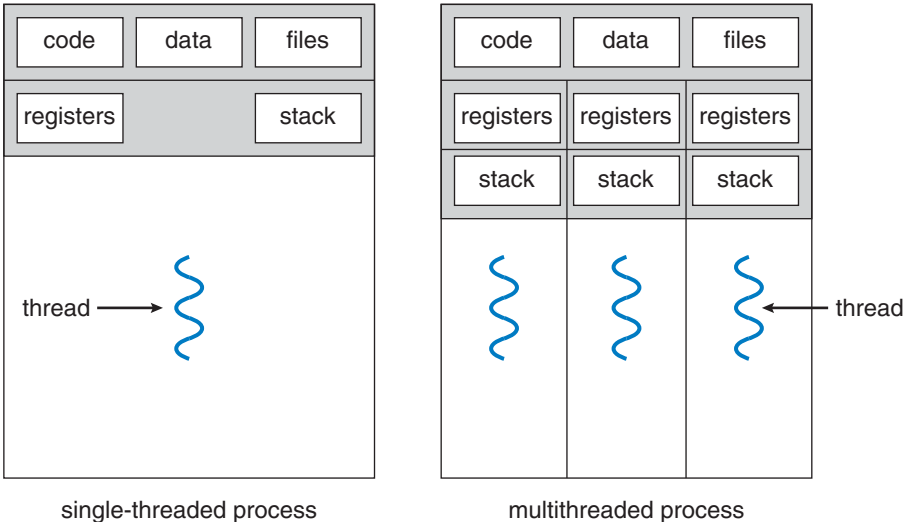 code data files
registers stack
thread
single-threaded process
code data files
registers registers registers
stack stack stack
thread
multithreaded process